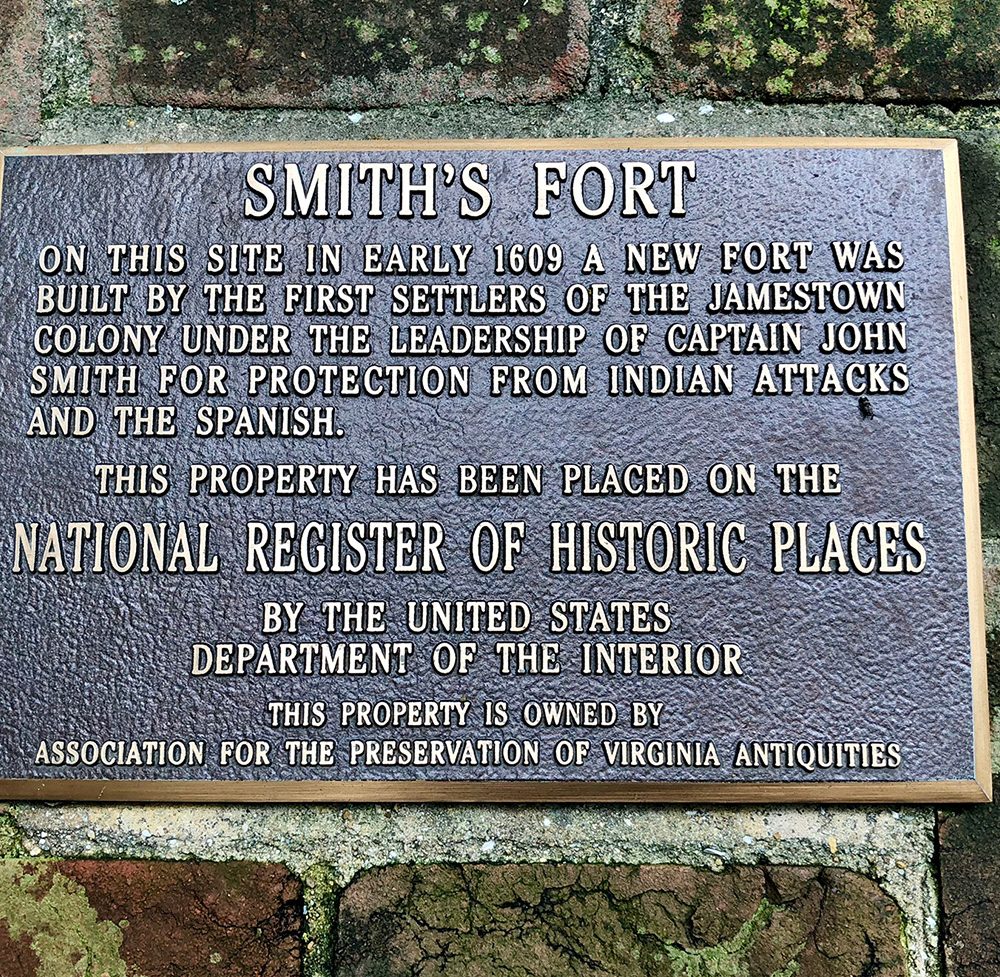 SMITH'S FORT
ON THIS SITE IN EARLY 1609 A NEW FORT WAS
BUILT BY THE FIRST SETTLERS OF THE JAMESTOWN
COLONY UNDER THE LEADERSHIP OF CAPTAIN JOHN
SMITH FOR PROTECTION FROM INDIAN ATTACKS
AND THE SPANISH.
THIS PROPERTY HAS BEEN PLACED ON THE
NATIONAL REGISTER OF HISTORIC PLACES
BY THE UNITED STATES
DEPARTMENT OF THE INTERIOR
THIS PROPERTY IS OWNED BY
ASSOCIATION FOR THE PRESERVATION OF VIRGINIA ANTIQUITIES